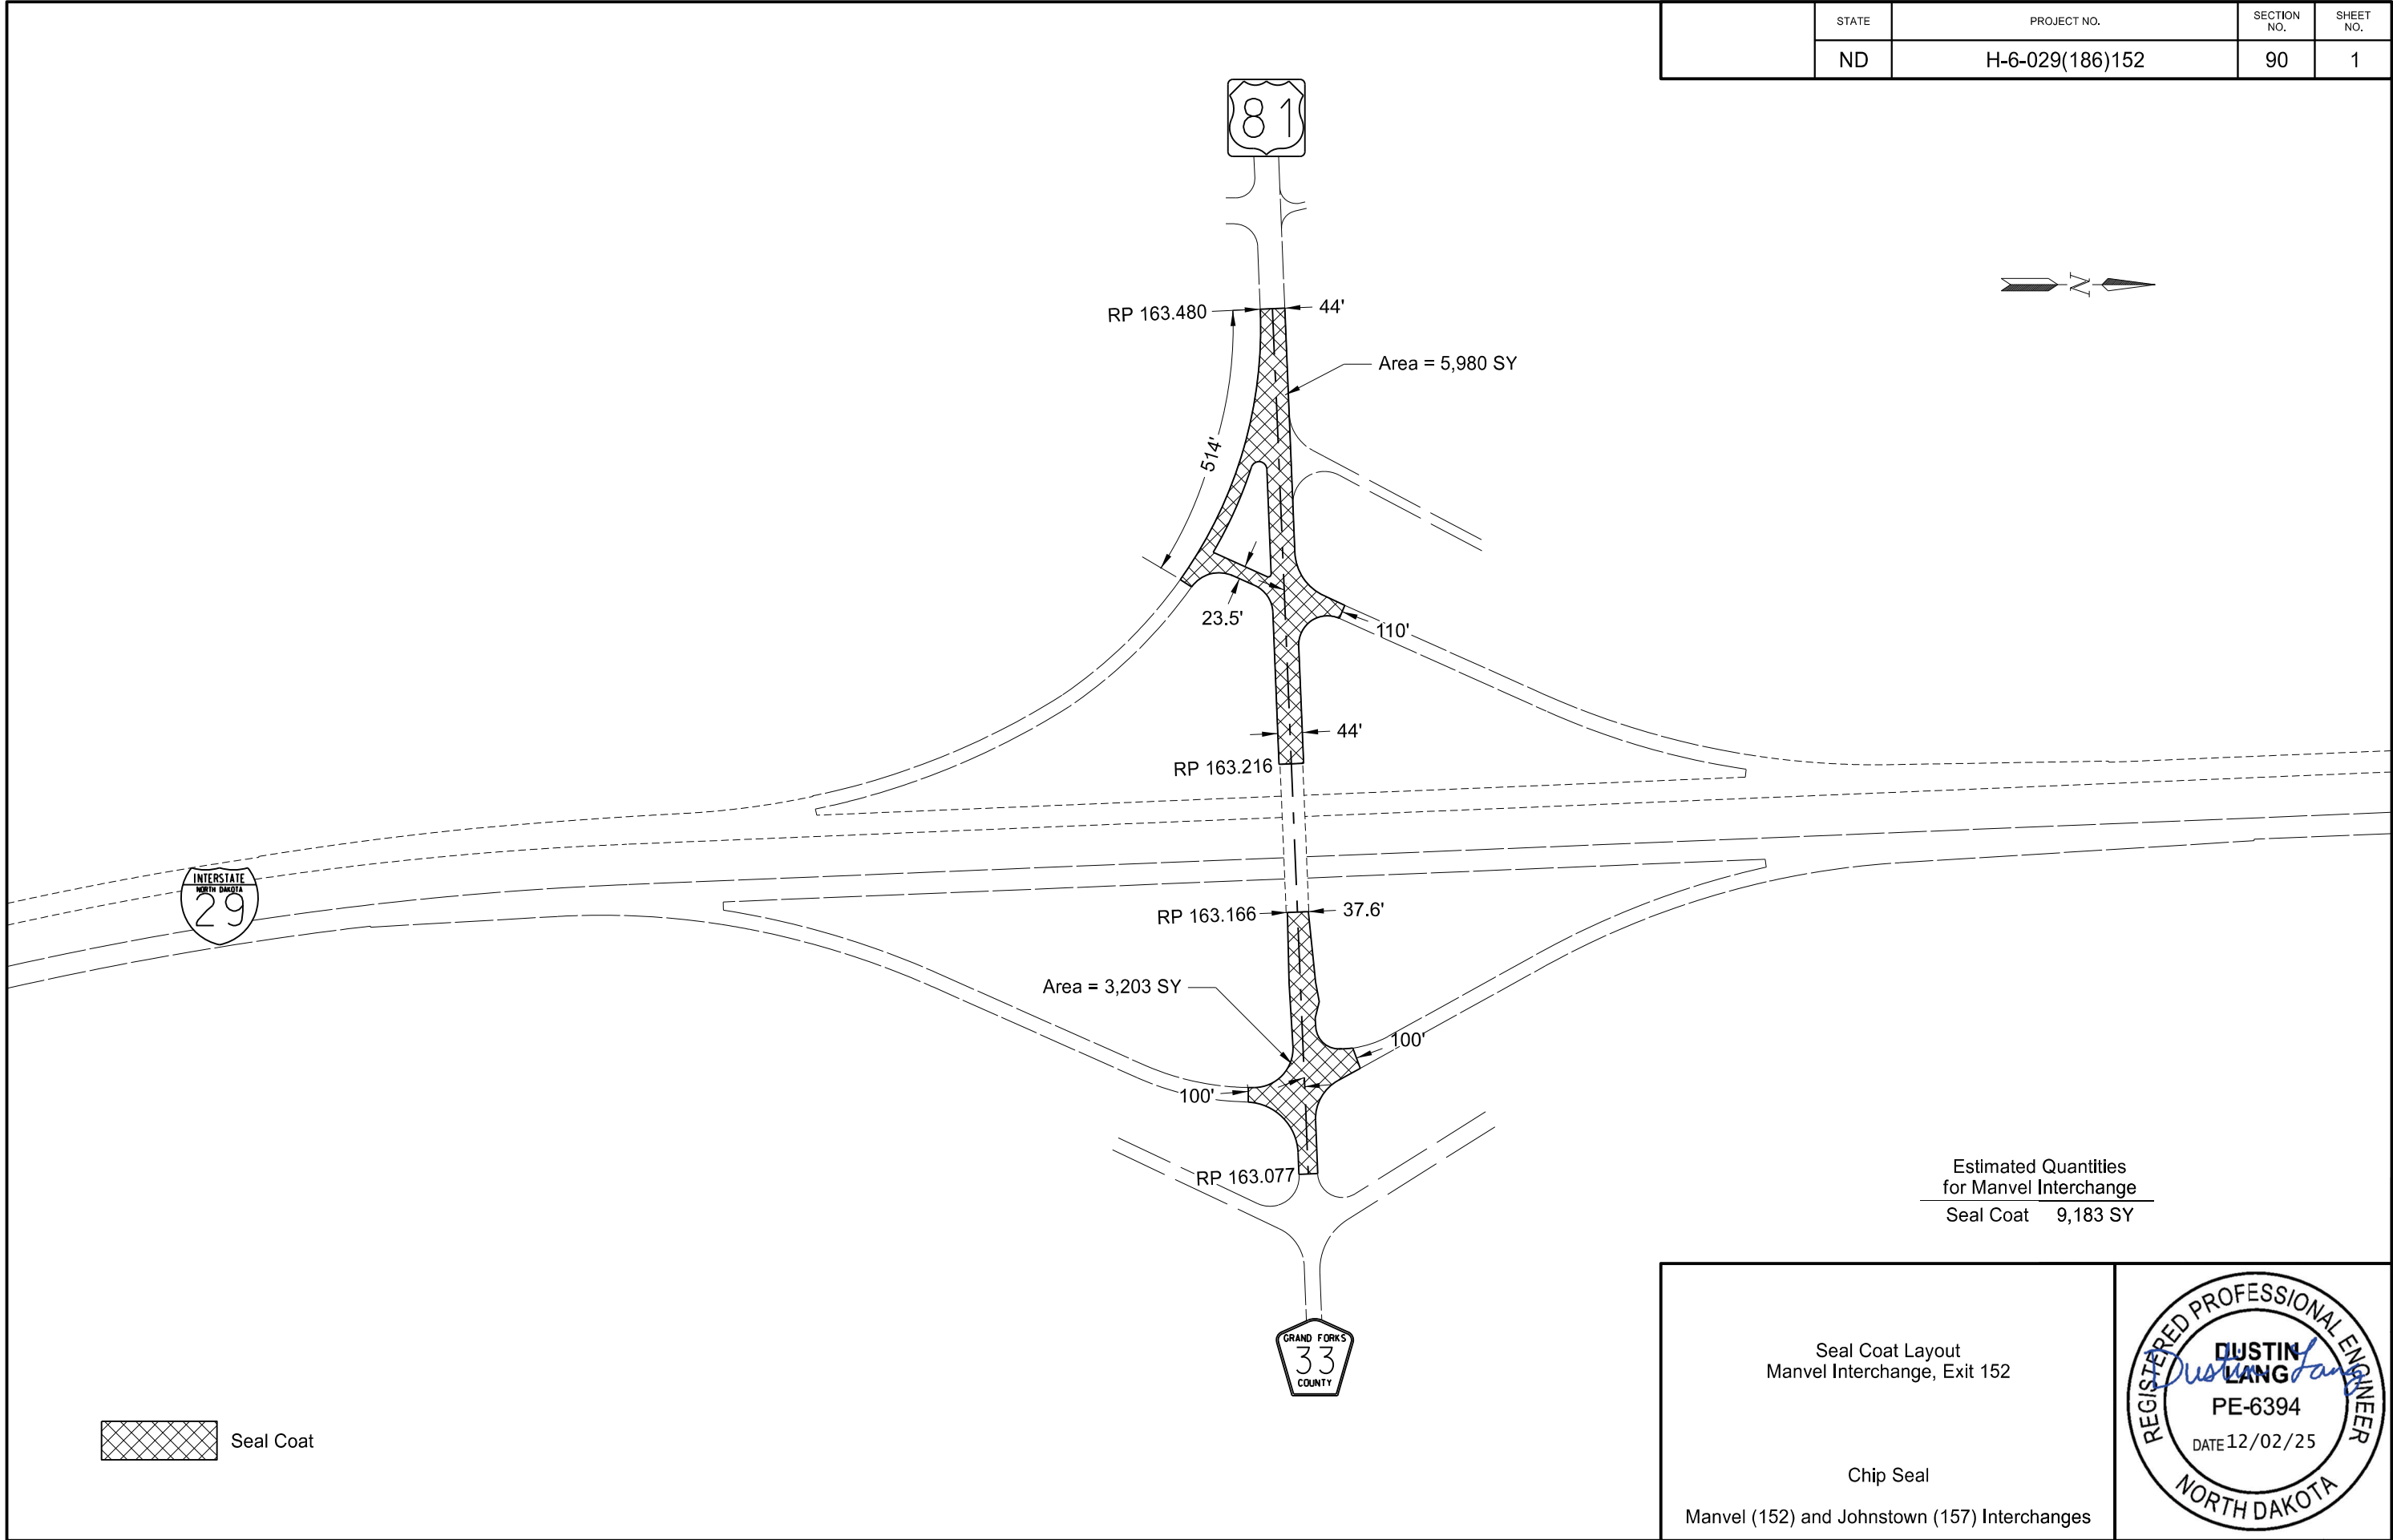 STATE
PROJECT NO.
SECTION
NO.
SHEET
NO.
ND
H-6-029(186)152
90
1
81
N
RP 163.480
44'
Area = 5,980 SY
514'
23.5'
110'
44'
RP 163.216
INTERSTATE
NORTH DAKOTA
29
RP 163.166
37.6'
Area = 3,203 SY
100'
100'
RP 163.077
Estimated Quantities
for Manvel Interchange
Seal Coat 9,183 SY
GRAND FORKS
33
COUNTY
Seal Coat
Seal Coat Layout
Manvel Interchange, Exit 152
Chip Seal
Manvel (152) and Johnstown (157) Interchanges
REGISTERED PROFESSIONAL ENGINEER
DUSTIN
LANG
Dustin Lang
PE-6394
DATE 12/02/25
NORTH DAKOTA